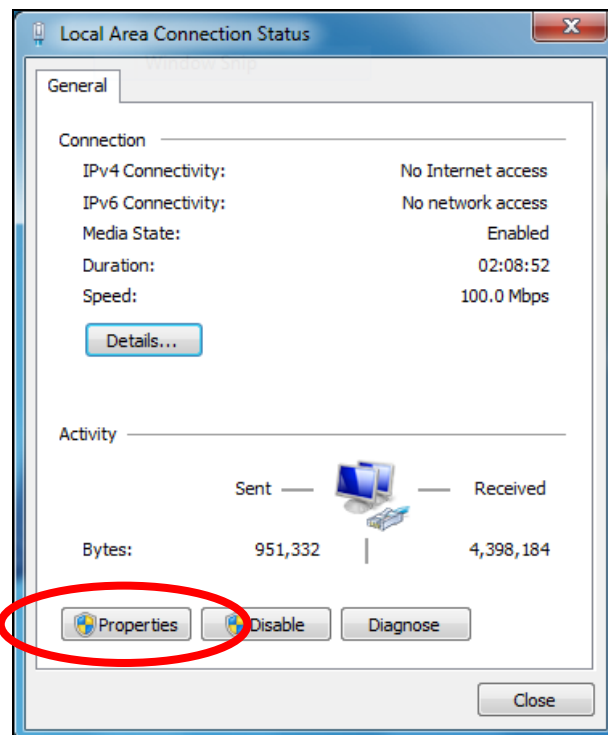 Local Area Connection Status
Window Snip
General
Connection
IPv4 Connectivity: No Internet access
IPv6 Connectivity: No network access
Media State: Enabled
Duration: 02:08:52
Speed: 100.0 Mbps
Details...
Activity
Sent Received
Bytes: 951,332 4,398,184
Properties Disable Diagnose
Close